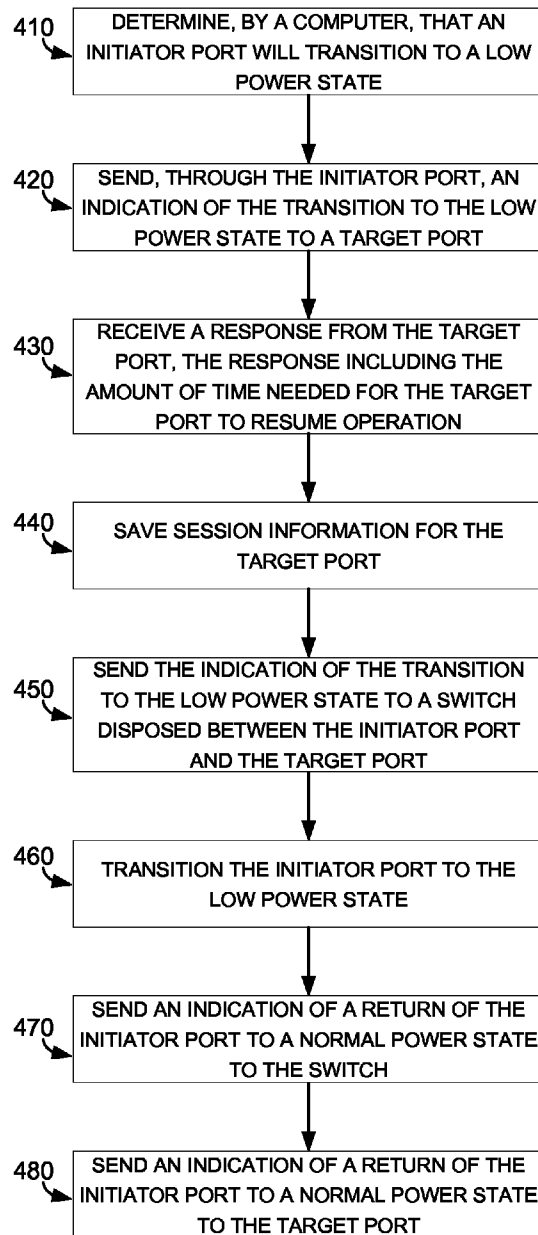 410
DETERMINE, BY A COMPUTER, THAT AN
INITIATOR PORT WILL TRANSITION TO A LOW
POWER STATE
420
SEND, THROUGH THE INITIATOR PORT, AN
INDICATION OF THE TRANSITION TO THE LOW
POWER STATE TO A TARGET PORT
430
RECEIVE A RESPONSE FROM THE TARGET
PORT, THE RESPONSE INCLUDING THE
AMOUNT OF TIME NEEDED FOR THE TARGET
PORT TO RESUME OPERATION
440
SAVE SESSION INFORMATION FOR THE
TARGET PORT
450
SEND THE INDICATION OF THE TRANSITION
TO THE LOW POWER STATE TO A SWITCH
DISPOSED BETWEEN THE INITIATOR PORT
AND THE TARGET PORT
460
TRANSITION THE INITIATOR PORT TO THE
LOW POWER STATE
470
SEND AN INDICATION OF A RETURN OF THE
INITIATOR PORT TO A NORMAL POWER STATE
TO THE SWITCH
480
SEND AN INDICATION OF A RETURN OF THE
INITIATOR PORT TO A NORMAL POWER STATE
TO THE TARGET PORT